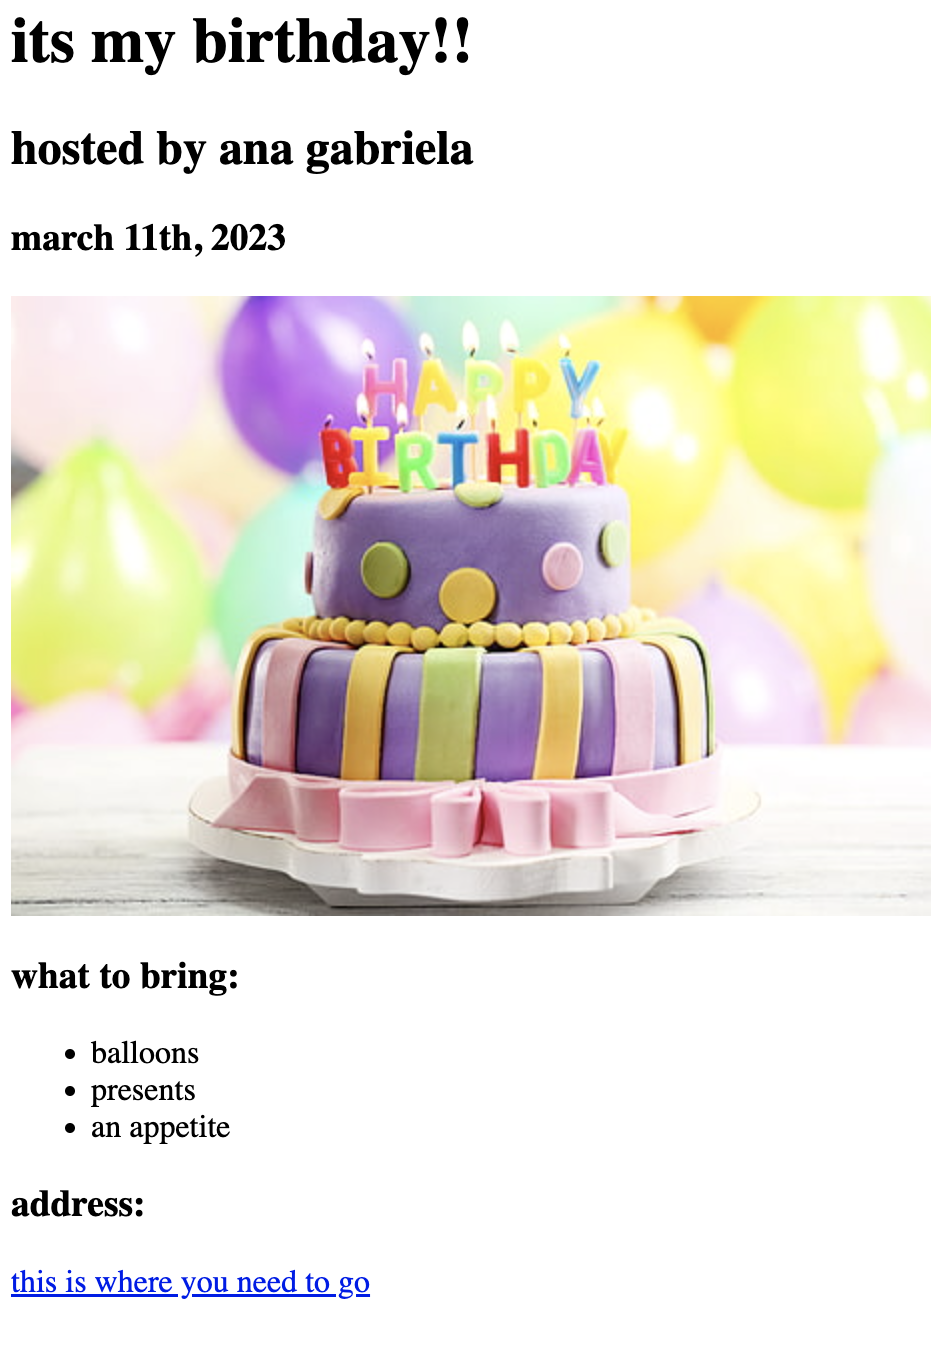 its my birthday!!
hosted by ana gabriela
march 11th, 2023
HAPPY
BIRTHDAY
what to bring:
balloons
presents
an appetite
address:
this is where you need to go